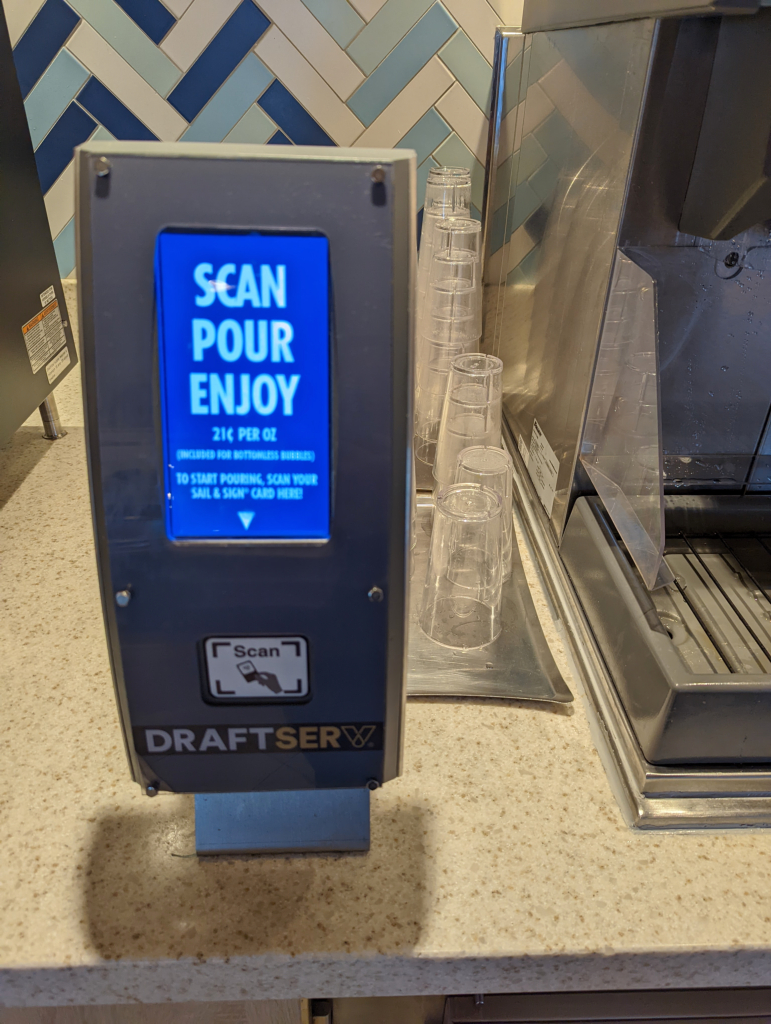 SCAN
POUR
ENJOY
21¢ PER OZ
(INCLUDED FOR BOTTOMLESS BUBBLES)
TO START POURING, SCAN YOUR
SAIL & SIGN® CARD HERE!
Scan
DRAFTSERV